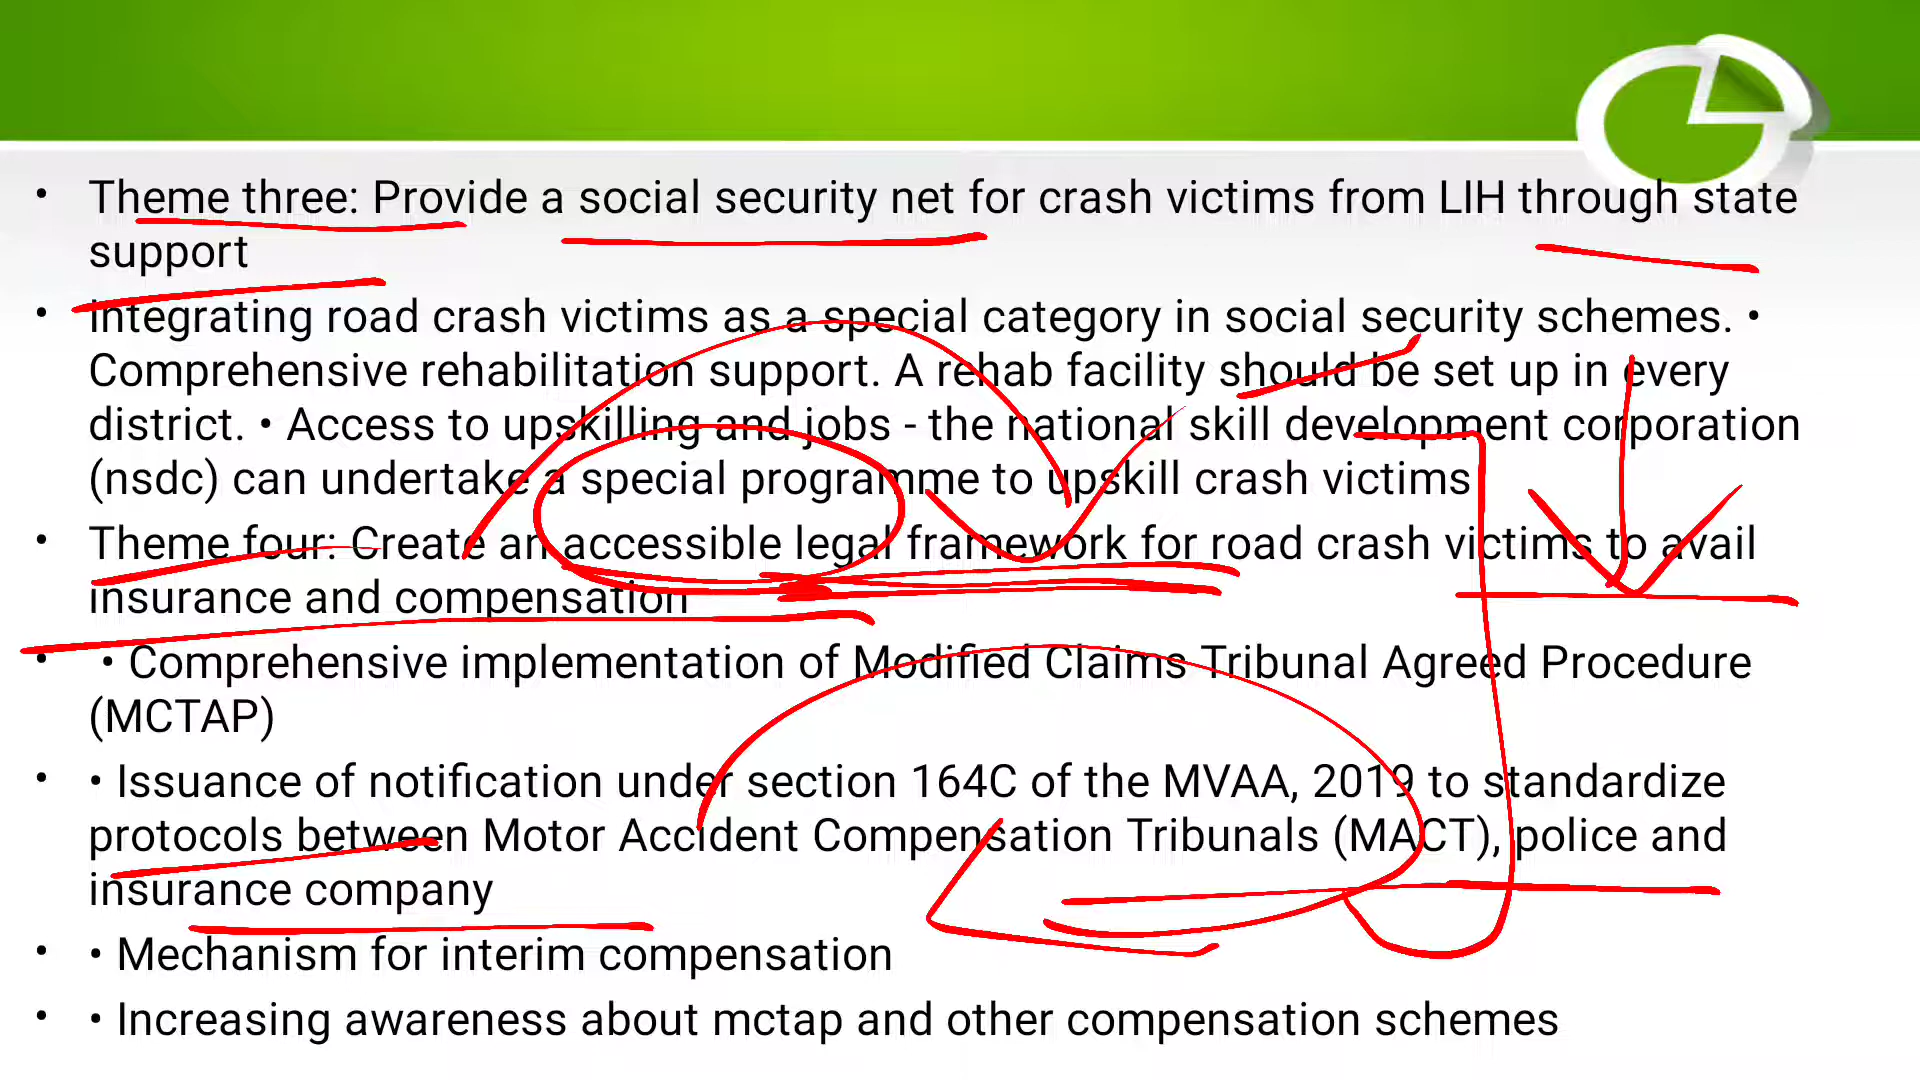 • Theme three: Provide a social security net for crash victims from LIH through state
support
• Integrating road crash victims as a special category in social security schemes. •
Comprehensive rehabilitation support. A rehab facility should be set up in every
district. • Access to upskilling and jobs - the national skill development corporation
(nsdc) can undertake a special programme to upskill crash victims
• Theme four: Create an accessible legal framework for road crash victims to avail
insurance and compensation
• • Comprehensive implementation of Modified Claims Tribunal Agreed Procedure
(MCTAP)
• • Issuance of notification under section 164C of the MVAA, 2019 to standardize
protocols between Motor Accident Compensation Tribunals (MACT), police and
insurance company
• • Mechanism for interim compensation
• • Increasing awareness about mctap and other compensation schemes